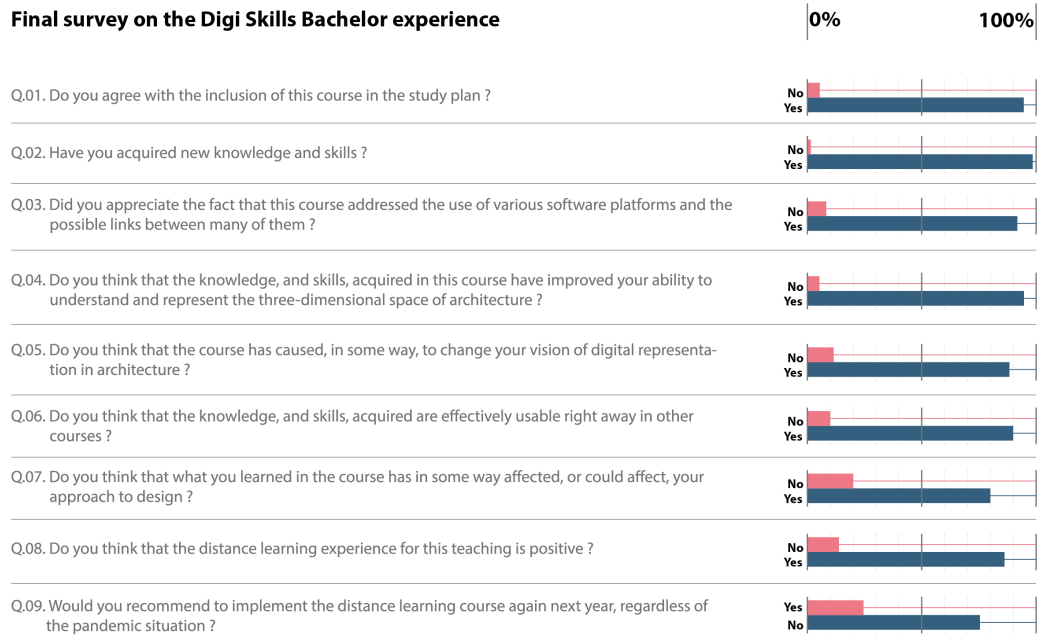 Final survey on the Digi Skills Bachelor experience
0% 100%
Q.01. Do you agree with the inclusion of this course in the study plan ?
No
Yes
Q.02. Have you acquired new knowledge and skills ?
No
Yes
Q.03. Did you appreciate the fact that this course addressed the use of various software platforms and the
possible links between many of them ?
No
Yes
Q.04. Do you think that the knowledge, and skills, acquired in this course have improved your ability to
understand and represent the three-dimensional space of architecture ?
No
Yes
Q.05. Do you think that the course has caused, in some way, to change your vision of digital representa-
tion in architecture ?
No
Yes
Q.06. Do you think that the knowledge, and skills, acquired are effectively usable right away in other
courses ?
No
Yes
Q.07. Do you think that what you learned in the course has in some way affected, or could affect, your
approach to design ?
No
Yes
Q.08. Do you think that the distance learning experience for this teaching is positive ?
No
Yes
Q.09. Would you recommend to implement the distance learning course again next year, regardless of
the pandemic situation ?
Yes
No